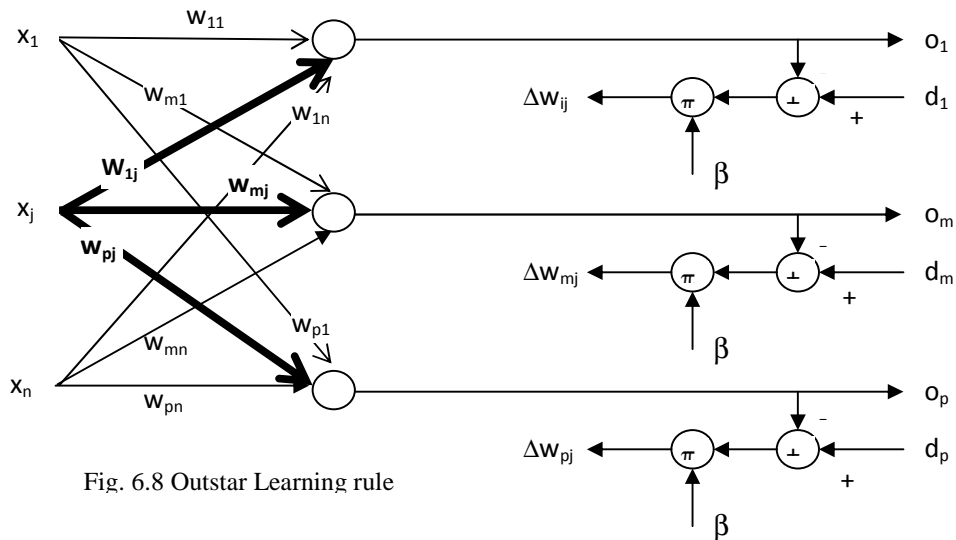 w11
x1
o1
wm1
w1n
Δwij
π
+
d1
+
β
W1j
wmj
xj
om
wpj
-
Δwmj
π
+
dm
+
β
wp1
wmn
xn
wpn
op
-
Δwpj
π
+
dp
+
β
Fig. 6.8 Outstar Learning rule